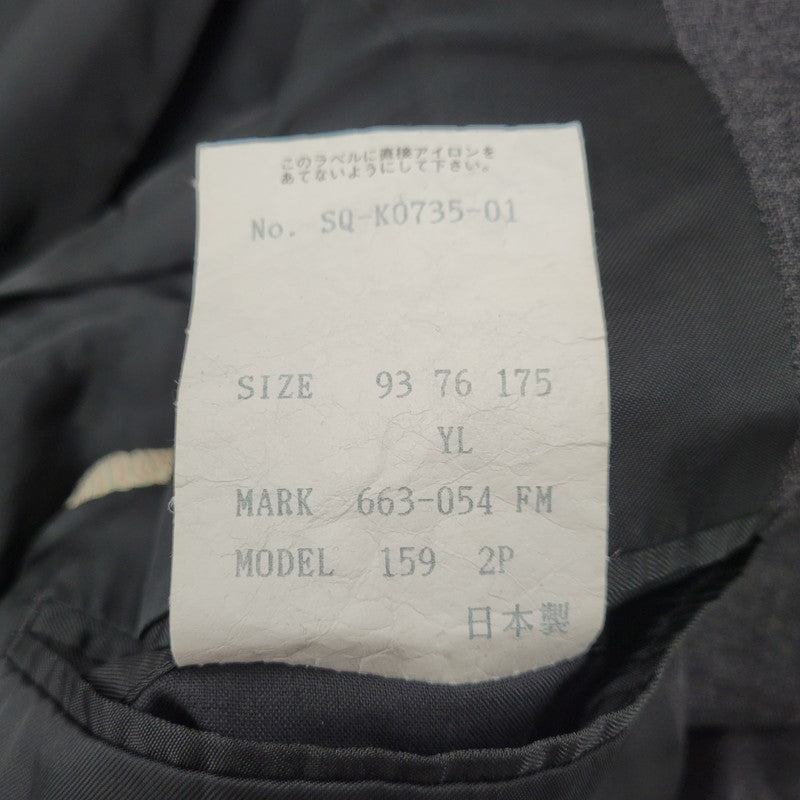 このラベルに直接アイロンを
あてないようにして下さい。
No. SQ-K0735-01
SIZE 93 76 175
YL
MARK 663-054 FM
MODEL 159 2P
日本製